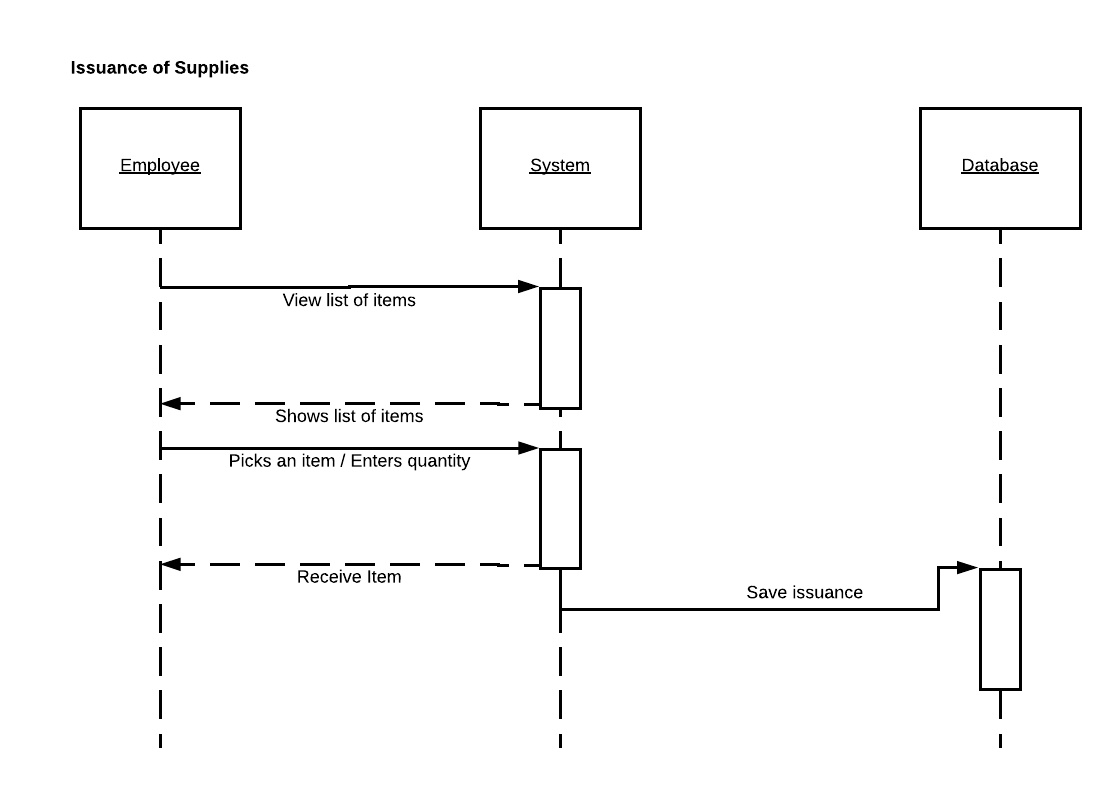 Issuance of Supplies
Employee
System
Database
View list of items
Shows list of items
Picks an item / Enters quantity
Receive Item
Save issuance